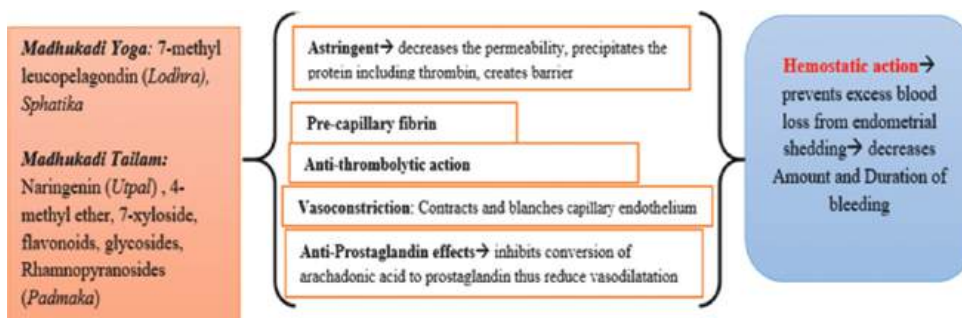 Madhukadi Yoga: 7-methyl
leucopelagondin (Lodhra),
Sphatika
Madhukadi Tailam:
Naringenin (Utpal) , 4-
methyl ether, 7-xyloside,
flavonoids, glycosides,
Rhamnopyranosides
(Padmaka)
Astringent→ decreases the permeability, precipitates the
protein including thrombin, creates barrier
Pre-capillary fibrin
Anti-thrombolytic action
Vasoconstriction: Contracts and blanches capillary endothelium
Anti-Prostaglandin effects→ inhibits conversion of
arachadonic acid to prostaglandin thus reduce vasodilatation
Hemostatic action→
prevents excess blood
loss from endometrial
shedding→ decreases
Amount and Duration of
bleeding